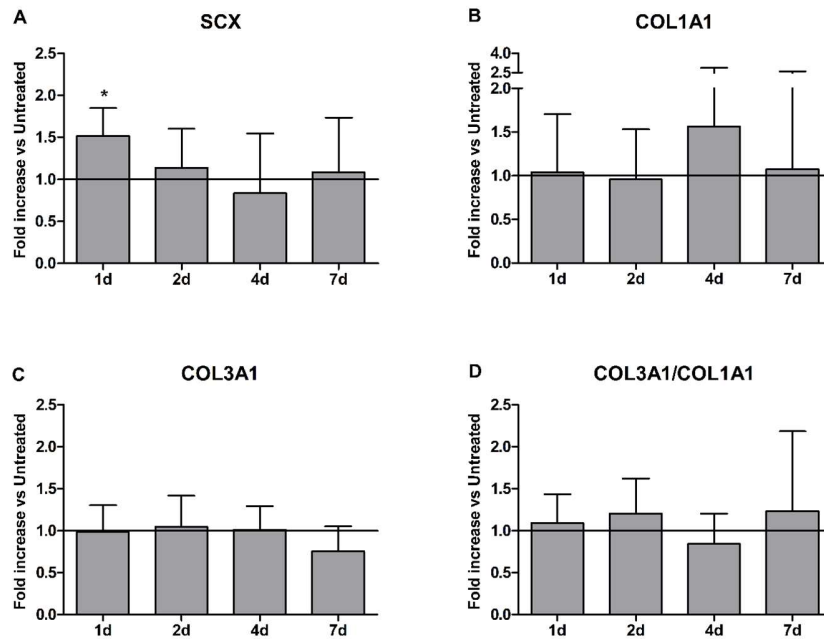 A
SCX
Fold increase vs Untreated
2.5
2.0
1.5
1.0
0.5
0.0
*
1d 2d 4d 7d
B
COL1A1
Fold increase vs Untreated
4.0
2.5
2.0
1.5
1.0
0.5
0.0
1d 2d 4d 7d
C
COL3A1
Fold increase vs Untreated
2.5
2.0
1.5
1.0
0.5
0.0
1d 2d 4d 7d
D
COL3A1/COL1A1
Fold increase vs Untreated
2.5
2.0
1.5
1.0
0.5
0.0
1d 2d 4d 7d